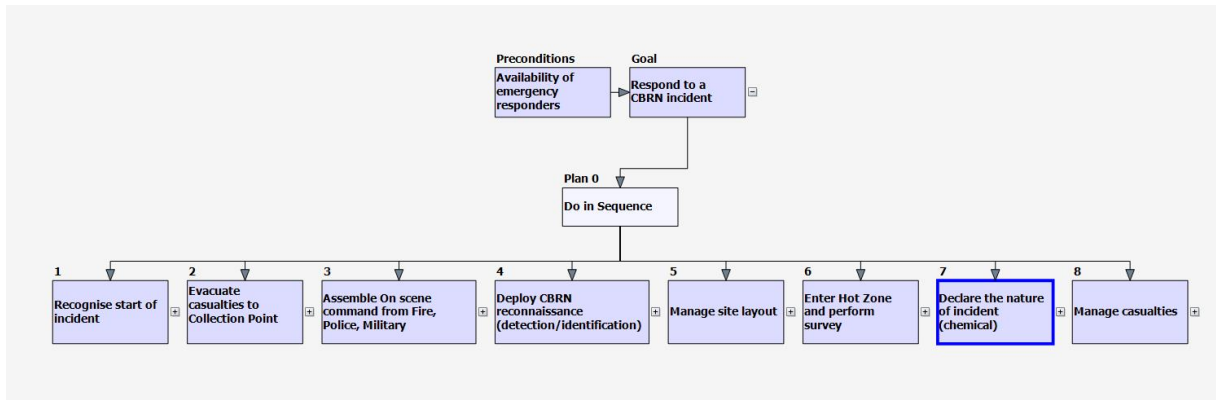 Preconditions
Goal
Availability of
emergency
responders
Respond to a
CBRN incident
Plan 0
Do in Sequence
1
Recognise start of
incident
2
Evacuate
casualties to
Collection Point
3
Assemble On scene
command from Fire,
Police, Military
4
Deploy CBRN
reconnaissance
(detection/identification)
5
Manage site layout
6
Enter Hot Zone
and perform
survey
7
Declare the nature
of incident
(chemical)
8
Manage casualties